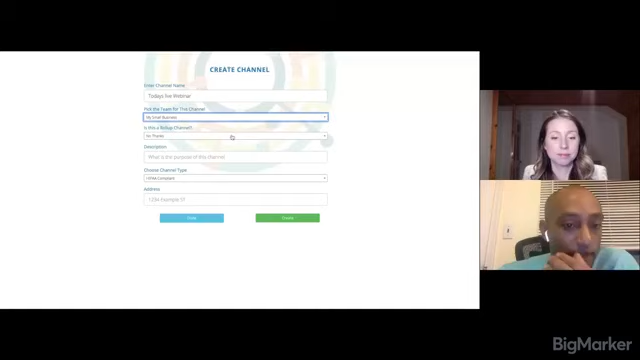 CREATE CHANNEL
Enter Channel Name
Todays live Webinar
Pick the Team for This Channel
My Small Business
Is this a Rollup Channel?
No Thanks
Description
What is the purpose of this channel
Choose Channel Type
HIPAA Compliant
Address
1234 Example ST
Create
BigMarker